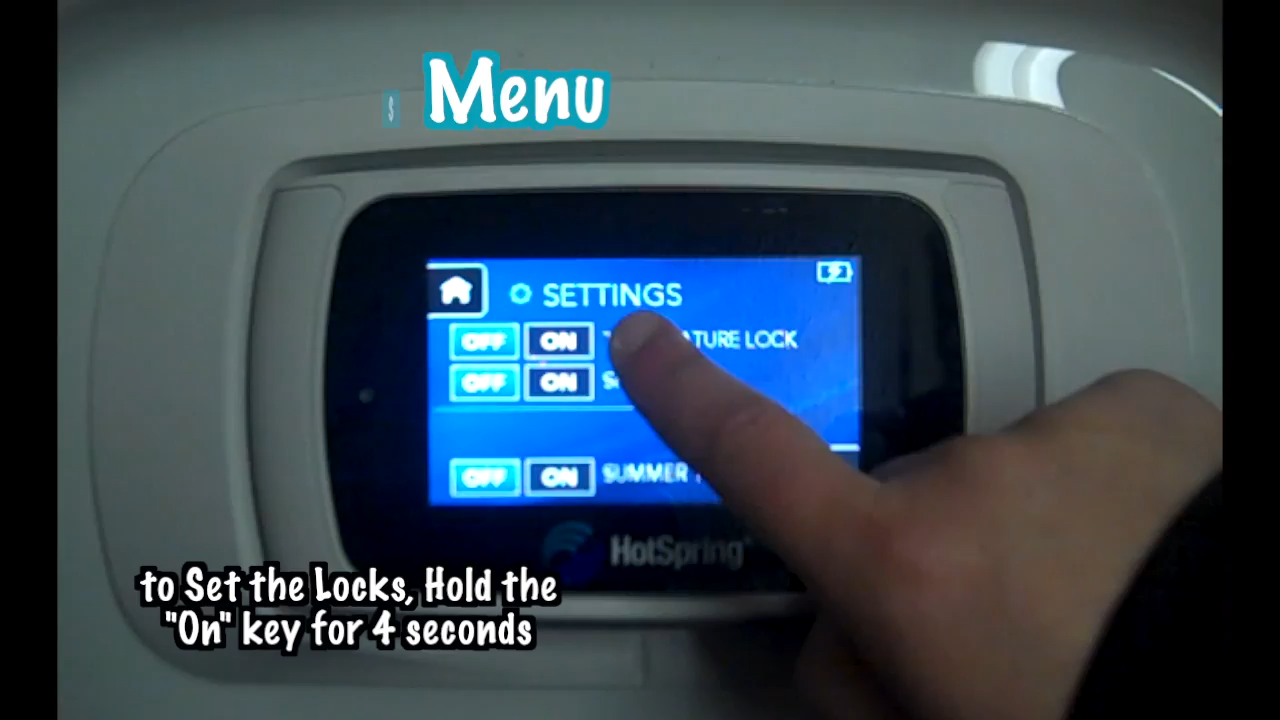 Menu
SETTINGS
OFF ON LOCK
OFF ON
OFF ON SUMMER
HotSpring
to Set the Locks, Hold the
"On" key for 4 seconds